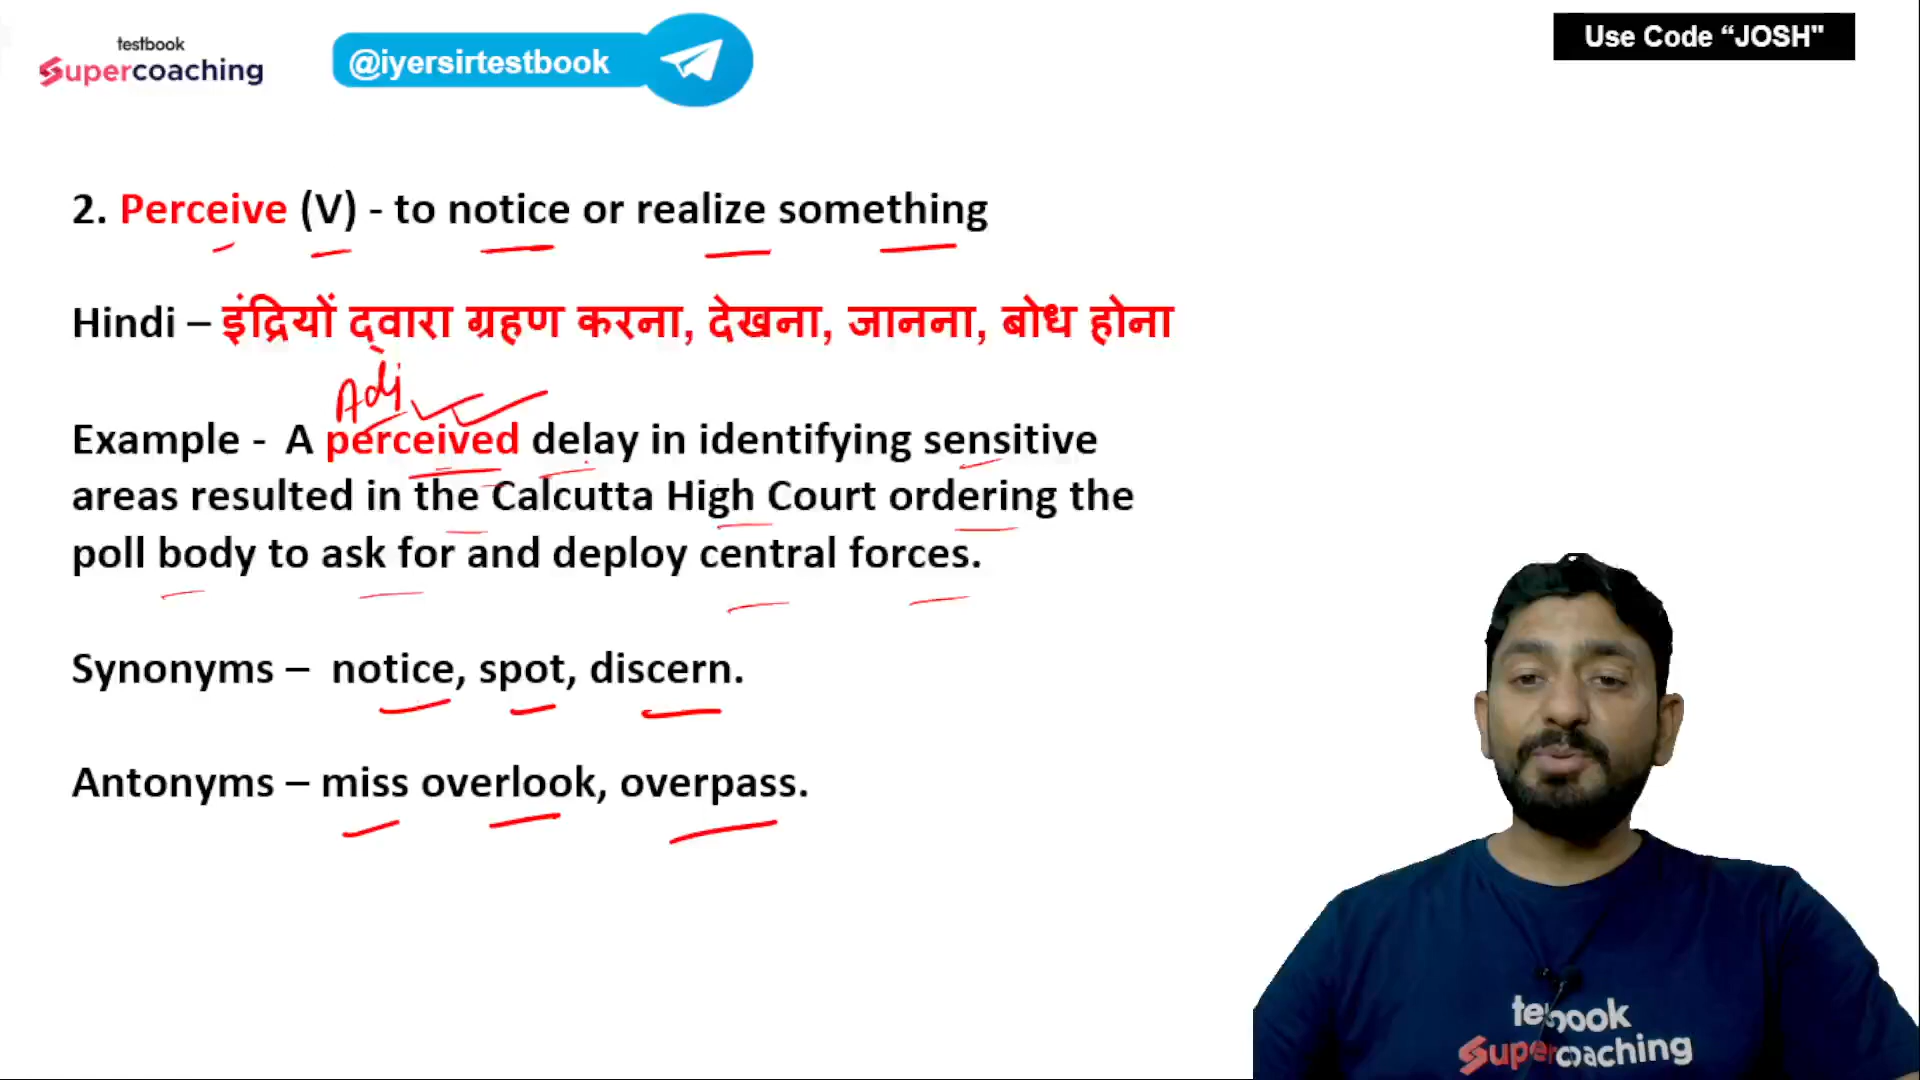 testbook
Supercoaching
@iyersirtestbook
Use Code “JOSH"
2. Perceive (V) - to notice or realize something
Hindi – इंद्रियों द्वारा ग्रहण करना, देखना, जानना, बोध होना
Adj
Example - A perceived delay in identifying sensitive
areas resulted in the Calcutta High Court ordering the
poll body to ask for and deploy central forces.
Synonyms – notice, spot, discern.
Antonyms – miss overlook, overpass.
testbook
Supercoaching